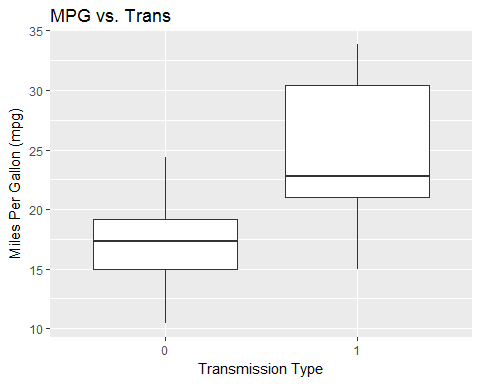 MPG vs. Trans
35
30
25
20
15
10
Miles Per Gallon (mpg)
0 1
Transmission Type